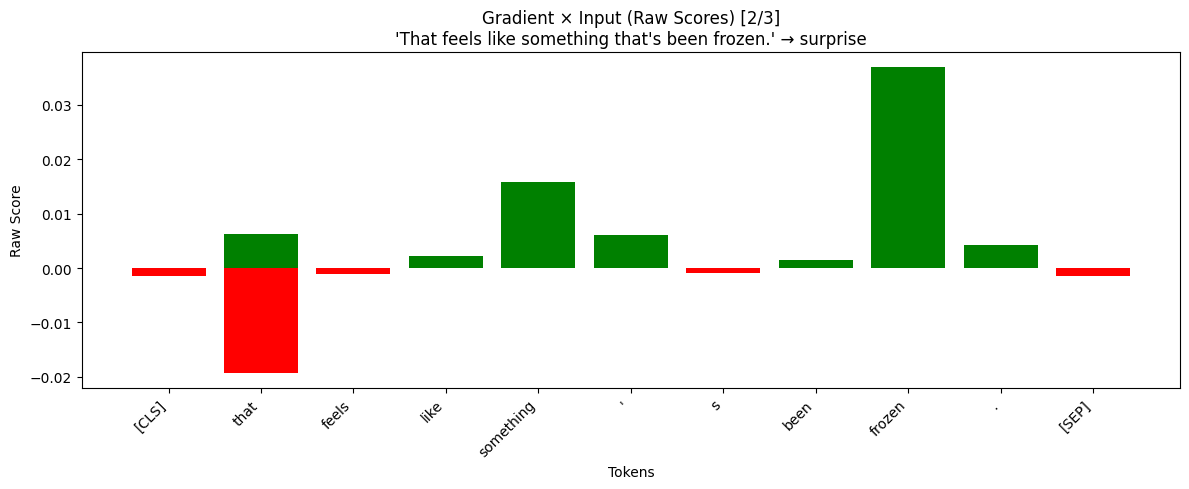 Gradient × Input (Raw Scores) [2/3]
'That feels like something that's been frozen.' → surprise
Raw Score
0.03
0.02
0.01
0.00
−0.01
−0.02
[CLS]
that
feels
like
something
'
s
been
frozen
.
[SEP]
Tokens